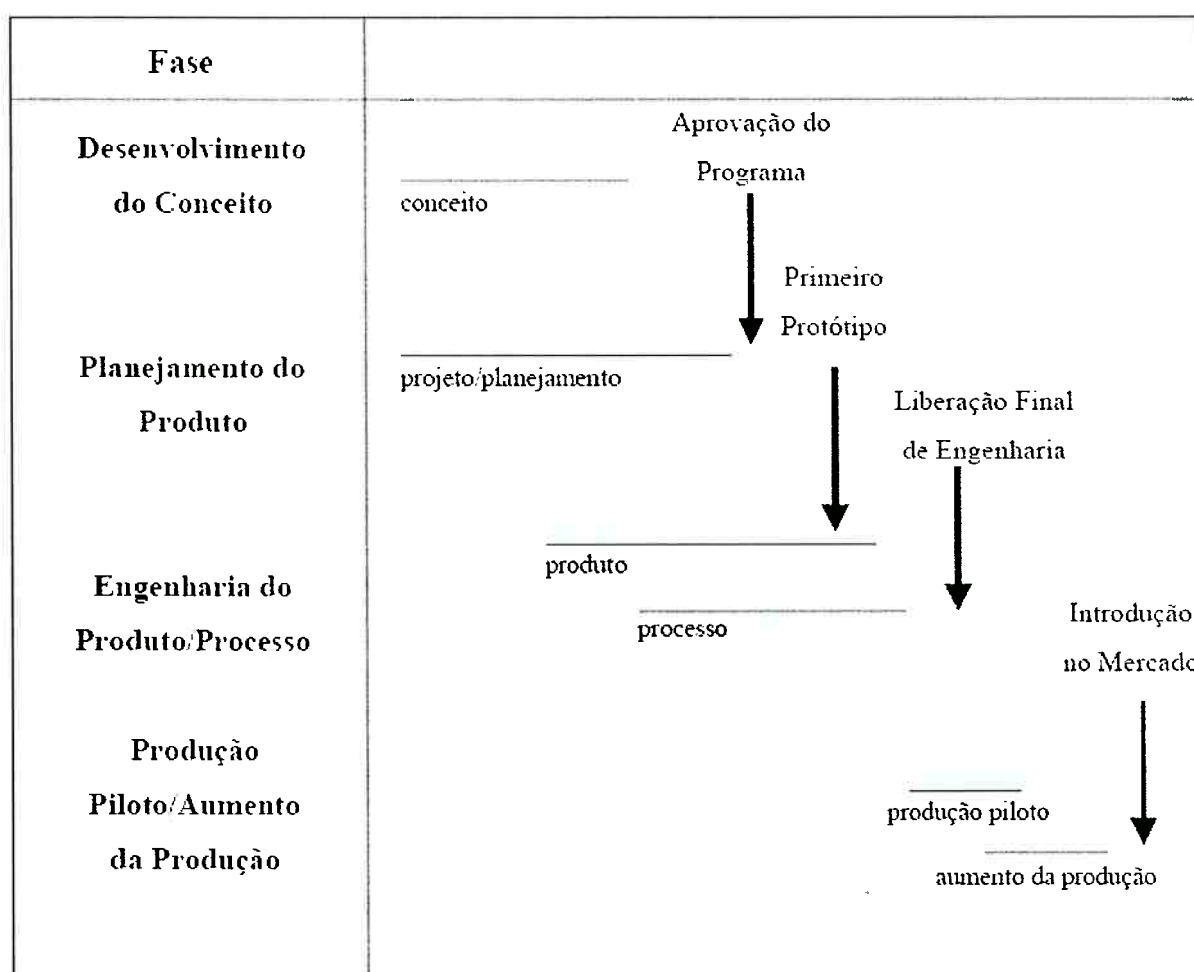 Fase
Desenvolvimento
do Conceito
Aprovação do
Programa
conceito
Primeiro
Protótipo
Planejamento do
Produto
projeto/planejamento
Liberação Final
de Engenharia
produto
Engenharia do
Produto/Processo
processo
Introdução
no Mercado
Produção
Piloto/Aumento
da Produção
produção piloto
aumento da produção